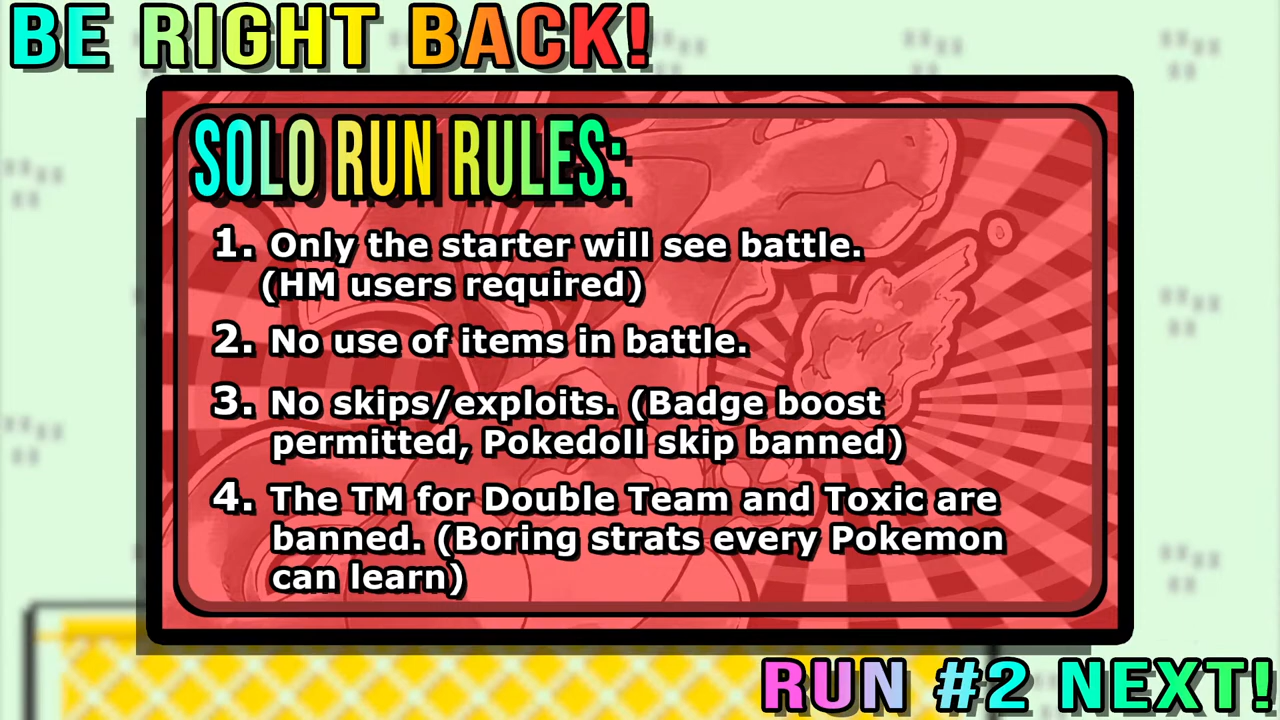 BE RIGHT BACK!
SOLO RUN RULES:
1. Only the starter will see battle.
(HM users required)
2. No use of items in battle.
3. No skips/exploits. (Badge boost
permitted, Pokedoll skip banned)
4. The TM for Double Team and Toxic are
banned. (Boring strats every Pokemon
can learn)
RUN #2 NEXT!